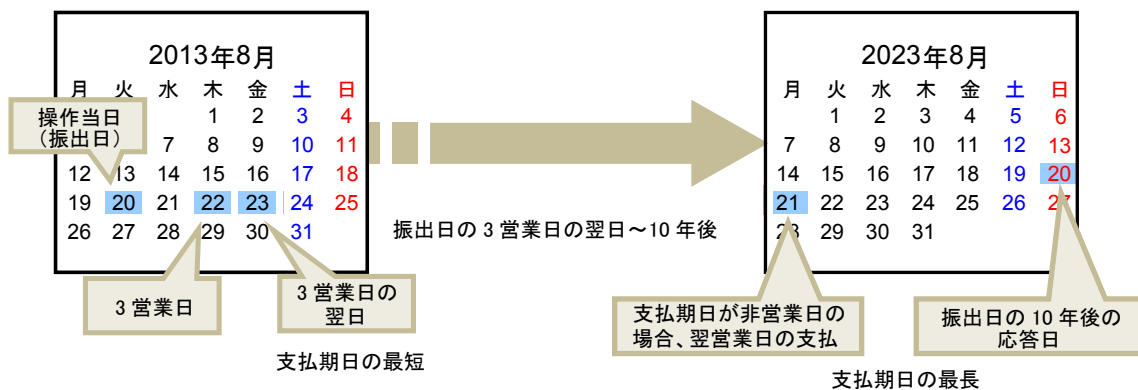 2013年8月
月 火 水 木 金 土 日
操作当日
（振出日）
1 2 3 4
7 8 9 10 11
12 13 14 15 16 17 18
19 20 21 22 23 24 25
26 27 28 29 30 31
3 営業日
3 営業日の
翌日
支払期日の最短
振出日の 3 営業日の翌日～10 年後
2023年8月
月 火 水 木 金 土 日
1 2 3 4 5 6
7 8 9 10 11 12 13
14 15 16 17 18 19 20
21 22 23 24 25 26 27
28 29 30 31
支払期日が非営業日の
場合、翌営業日の支払
振出日の 10 年後の
応答日
支払期日の最長